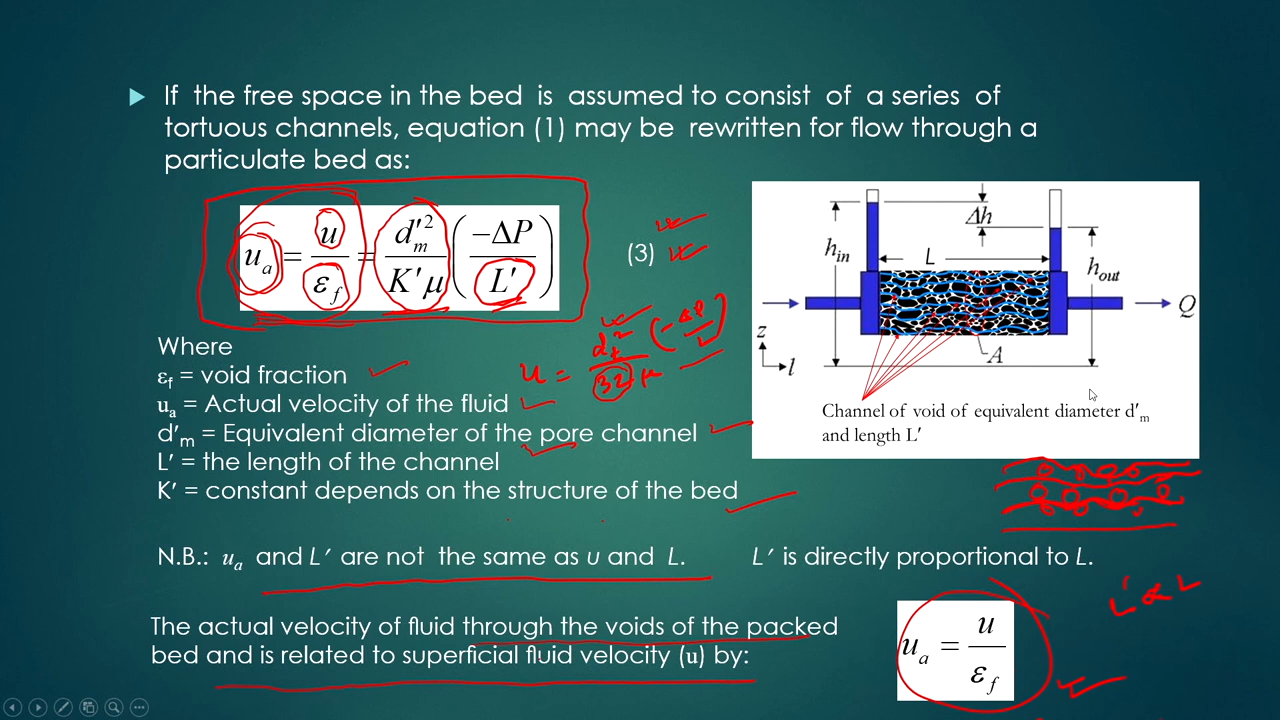 ▶ If the free space in the bed is assumed to consist of a series of
tortuous channels, equation (1) may be rewritten for flow through a
particulate bed as:
u_a = u / ε_f = d'_m² / K'μ (−ΔP / L')
(3)
u = d_t² / 32 μ (−ΔP / L)
Where
ε_f = void fraction
u_a = Actual velocity of the fluid
d′_m = Equivalent diameter of the pore channel
L′ = the length of the channel
K′ = constant depends on the structure of the bed
Δh
h_in
L
h_out
Q
z
l
A
Channel of void of equivalent diameter d′_m
and length L′
N.B.: u_a and L′ are not the same as u and L.
L′ is directly proportional to L.
L' ∝ L
The actual velocity of fluid through the voids of the packed
bed and is related to superficial fluid velocity (u) by:
u_a = u / ε_f